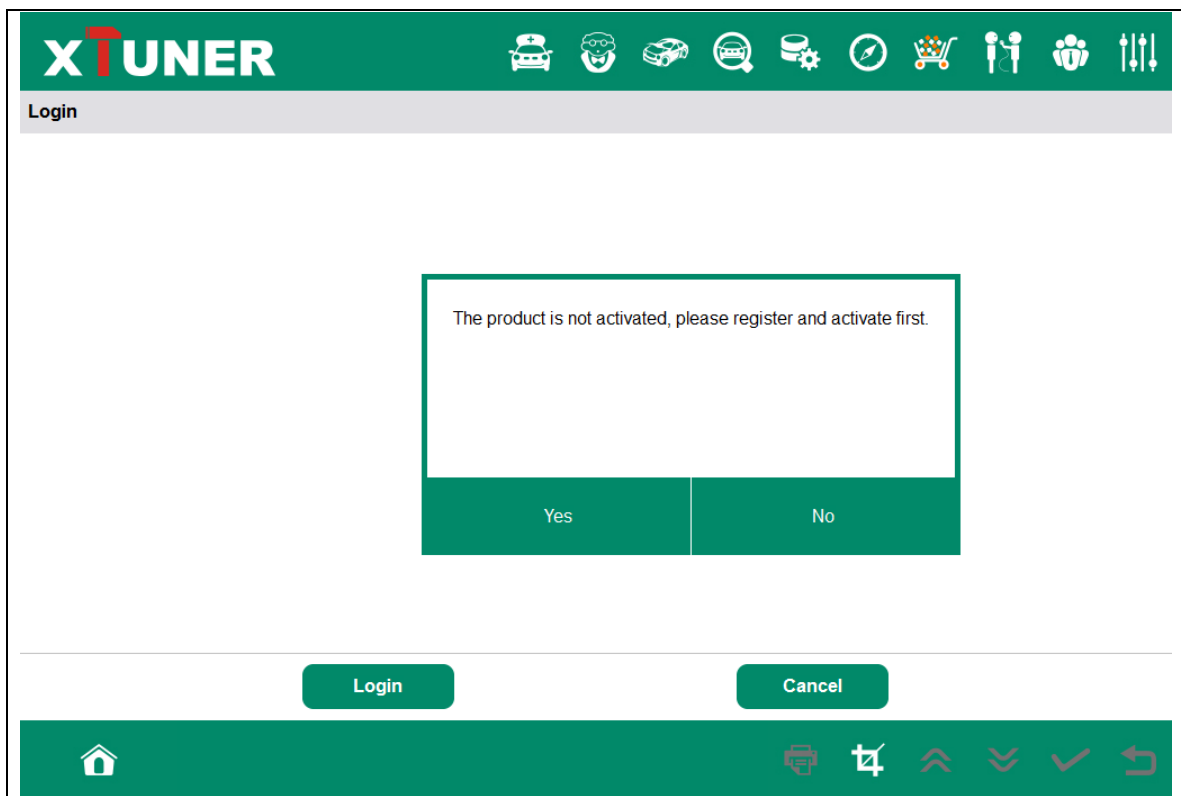 XTUNER
Login
The product is not activated, please register and activate first.
Yes
No
Login
Cancel